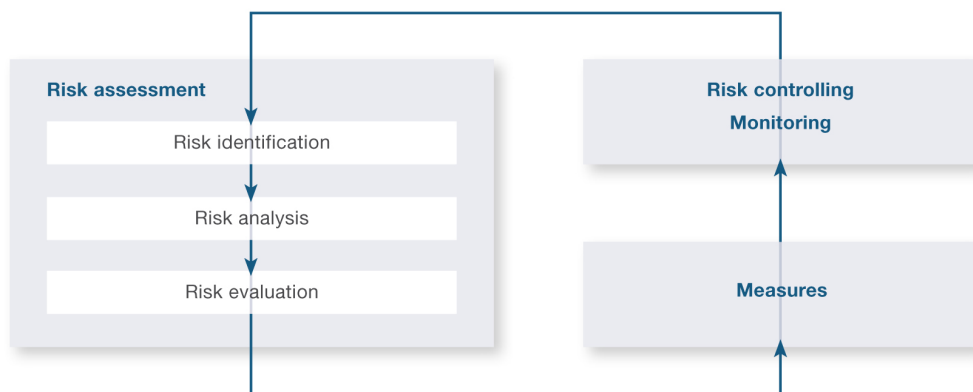 Risk assessment
Risk identification
Risk analysis
Risk evaluation
Risk controlling
Monitoring
Measures